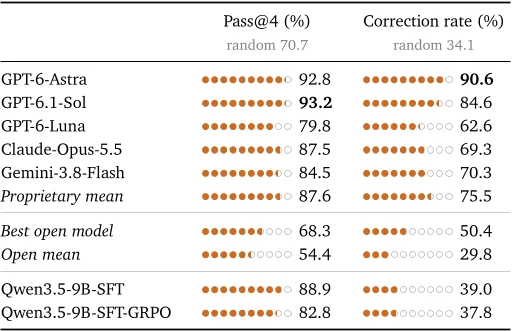 Pass@4 (%) Correction rate (%)
random 70.7 random 34.1
GPT-6-Astra 92.8 90.6
GPT-6.1-Sol 93.2 84.6
GPT-6-Luna 79.8 62.6
Claude-Opus-5.5 87.5 69.3
Gemini-3.8-Flash 84.5 70.3
Proprietary mean 87.6 75.5
Best open model 68.3 50.4
Open mean 54.4 29.8
Qwen3.5-9B-SFT 88.9 39.0
Qwen3.5-9B-SFT-GRPO 82.8 37.8